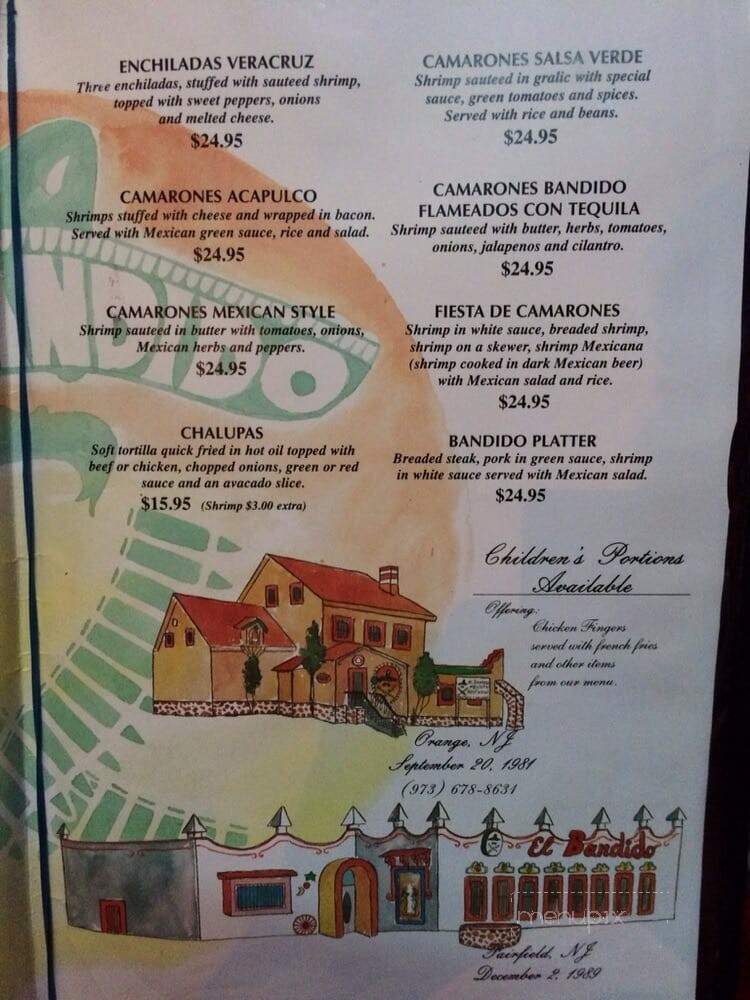 ENCHILADAS VERACRUZ
Three enchiladas, stuffed with sauteed shrimp,
topped with sweet peppers, onions
and melted cheese.
$24.95
CAMARONES ACAPULCO
Shrimps stuffed with cheese and wrapped in bacon.
Served with Mexican green sauce, rice and salad.
$24.95
CAMARONES MEXICAN STYLE
Shrimp sauteed in butter with tomatoes, onions,
Mexican herbs and peppers.
$24.95
CHALUPAS
Soft tortilla quick fried in hot oil topped with
beef or chicken, chopped onions, green or red
sauce and an avacado slice.
$15.95 (Shrimp $3.00 extra)
CAMARONES SALSA VERDE
Shrimp sauteed in gralic with special
sauce, green tomatoes and spices.
Served with rice and beans.
$24.95
CAMARONES BANDIDO
FLAMEADOS CON TEQUILA
Shrimp sauteed with butter, herbs, tomatoes,
onions, jalapenos and cilantro.
$24.95
FIESTA DE CAMARONES
Shrimp in white sauce, breaded shrimp,
shrimp on a skewer, shrimp Mexicana
(shrimp cooked in dark Mexican beer)
with Mexican salad and rice.
$24.95
BANDIDO PLATTER
Breaded steak, pork in green sauce, shrimp
in white sauce served with Mexican salad.
$24.95
Children's Portions
Available
Offering:
Chicken Fingers
served with french fries
and other items
from our menu.
Orange, NJ
September 20, 1981
(973) 678-8631
El Bandido
menupix
Fairfield, NJ
December 2, 1989